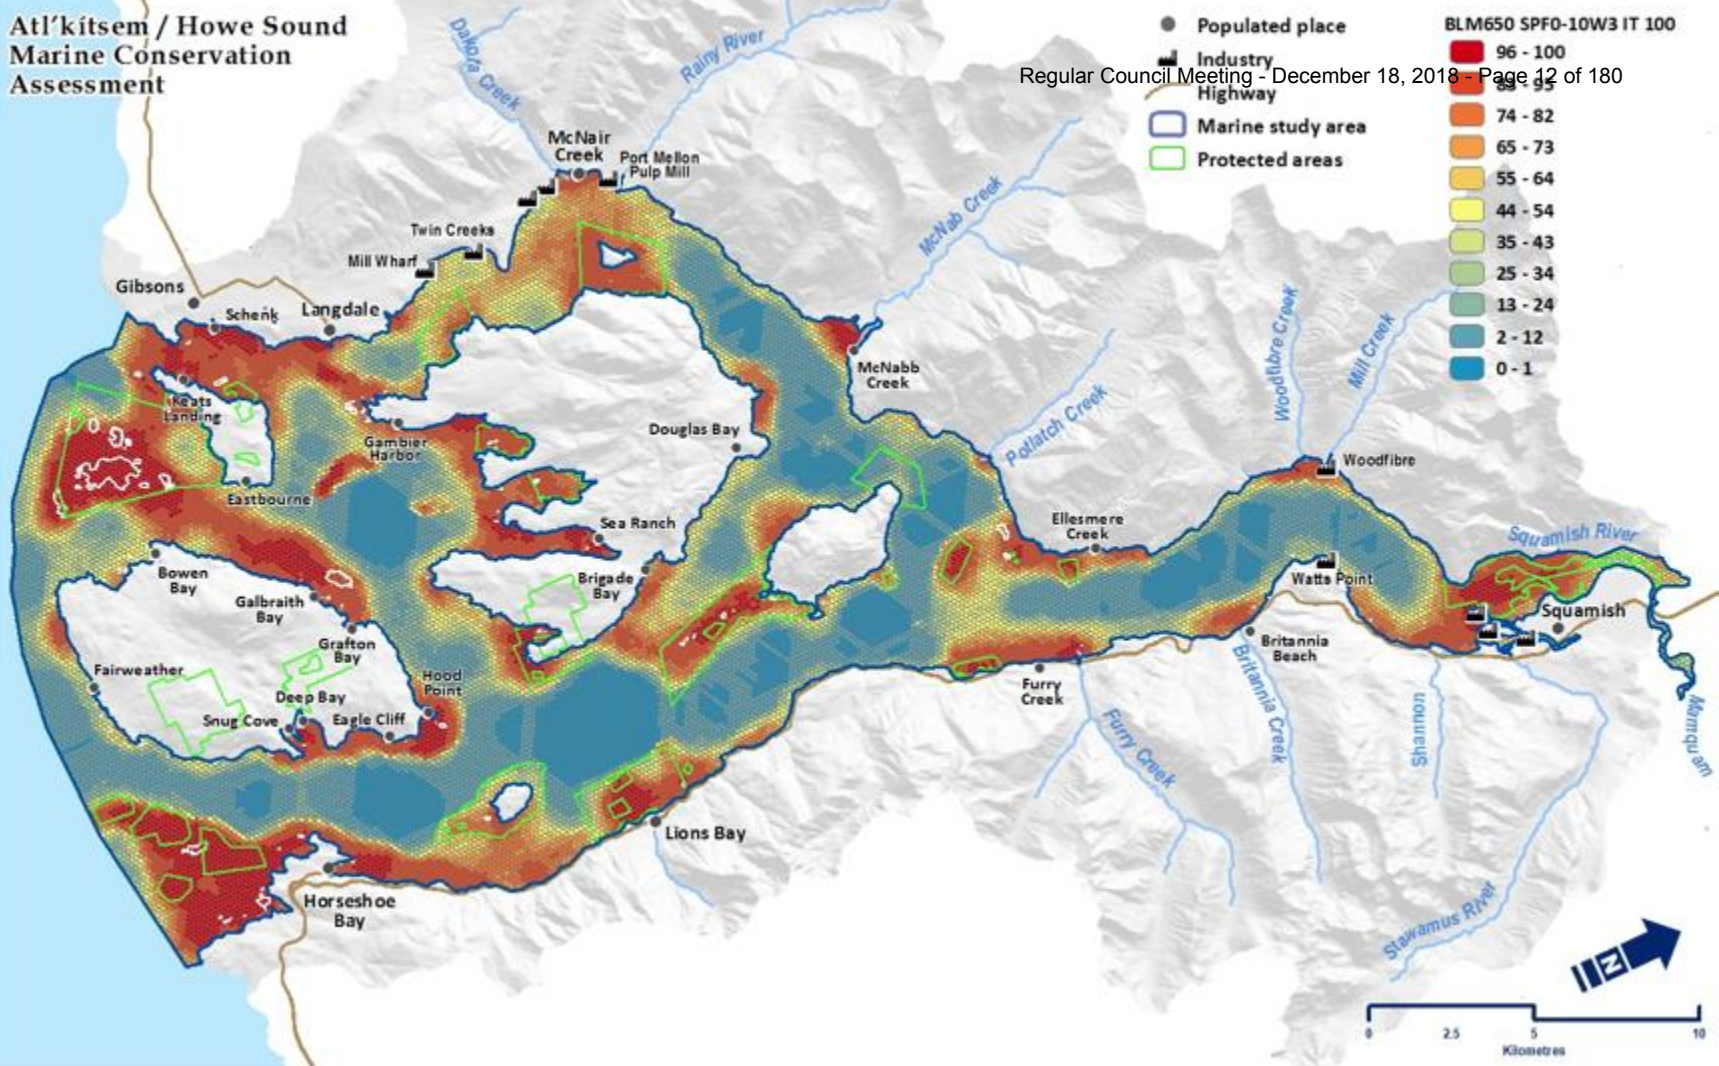 Atl'kítsem / Howe Sound
Marine Conservation
Assessment
Populated place
Industry
Highway
Marine study area
Protected areas
BLM650 SPF0-10W3 IT 100
96 - 100
83 - 95
74 - 82
65 - 73
55 - 64
44 - 54
35 - 43
25 - 34
13 - 24
2 - 12
0 - 1
Regular Council Meeting - December 18, 2018 - Page 12 of 180
Dakota Creek
Rainy River
McNair
Creek
Port Mellon
Pulp Mill
Twin Creeks
Mill Wharf
McNab Creek
Gibsons
Schenk
Langdale
McNabb
Creek
Potlatch Creek
Woodfibre Creek
Mill Creek
Keats
Landing
Gambier
Harbor
Douglas Bay
Woodfibre
Eastbourne
Sea Ranch
Ellesmere
Creek
Squamish River
Bowen
Bay
Brigade
Bay
Watts Point
Galbraith
Bay
Squamish
Grafton
Bay
Britannia
Beach
Fairweather
Hood
Point
Furry
Creek
Deep Bay
Snug Cove
Eagle Cliff
Furry Creek
Britannia Creek
Shannon
Mamquam
Lions Bay
Horseshoe
Bay
Stawamus River
N
0 2.5 5 10
Kilometres